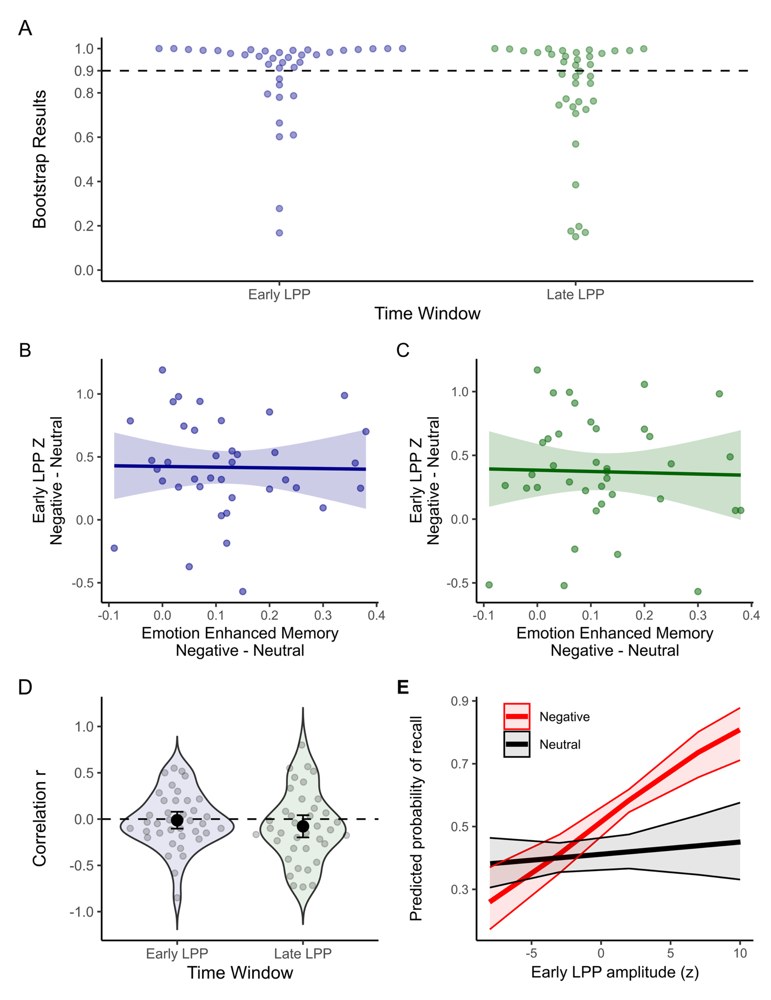 A
Bootstrap Results
1.0
0.9
0.8
0.6
0.4
0.2
0.0
Early LPP
Late LPP
Time Window
B
Early LPP Z
Negative - Neutral
1.0
0.5
0.0
-0.5
-0.1
0.0
0.1
0.2
0.3
0.4
Emotion Enhanced Memory
Negative - Neutral
C
Early LPP Z
Negative - Neutral
1.0
0.5
0.0
-0.5
-0.1
0.0
0.1
0.2
0.3
0.4
Emotion Enhanced Memory
Negative - Neutral
D
Correlation r
1.0
0.5
0.0
-0.5
-1.0
Early LPP
Late LPP
Time Window
E
Predicted probability of recall
0.9
0.7
0.5
0.3
Negative
Neutral
-5
0
5
10
Early LPP amplitude (z)